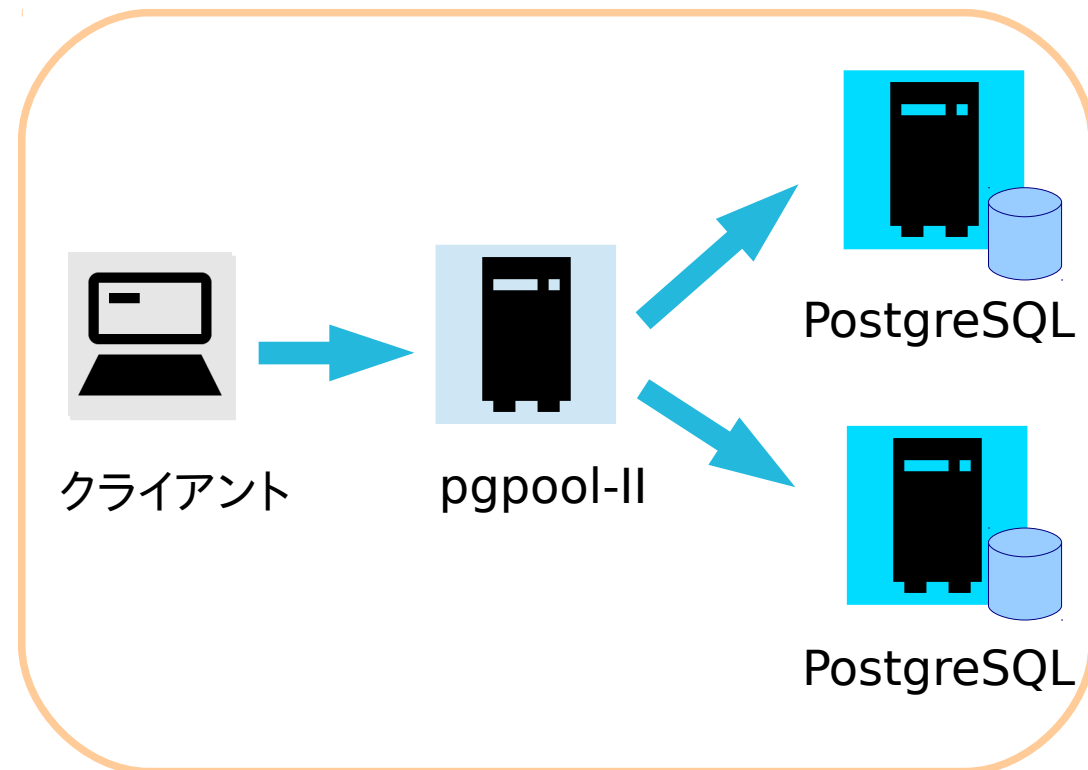 PostgreSQL
クライアント
pgpool-II
PostgreSQL